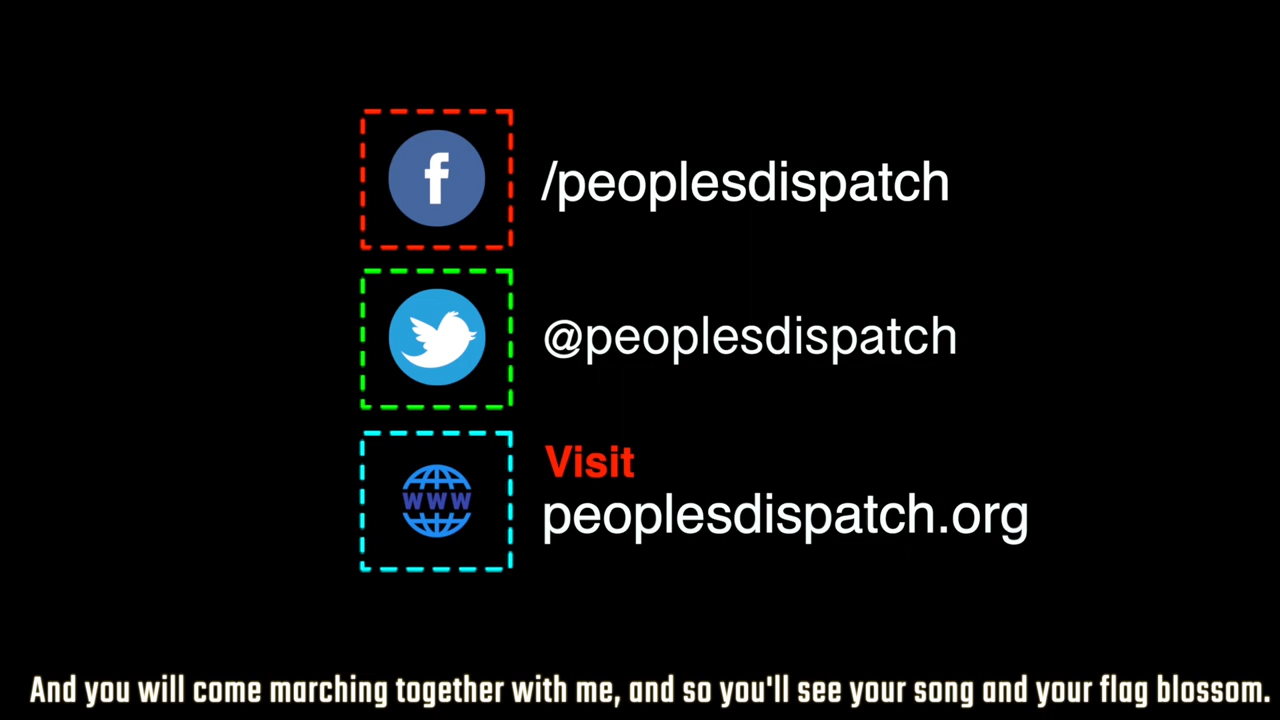 f
/peoplesdispatch
@peoplesdispatch
Visit
www
peoplesdispatch.org
And you will come marching together with me, and so you'll see your song and your flag blossom.